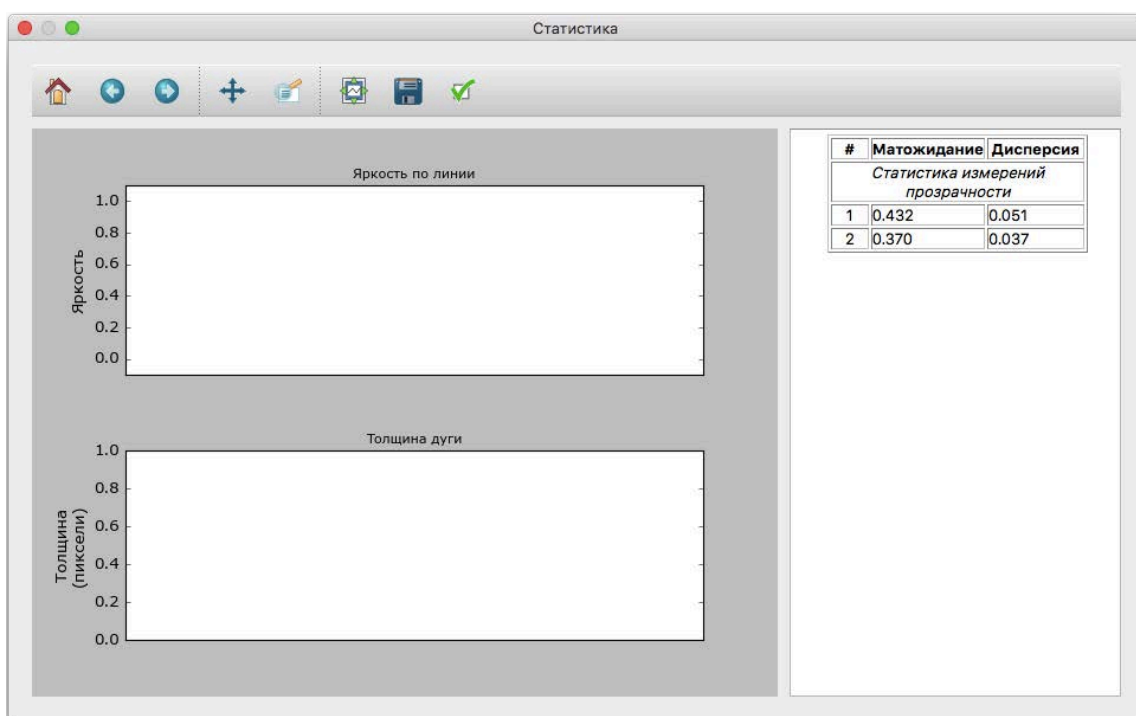 Статистика
Яркость по линии
1.0
0.8
0.6
0.4
0.2
0.0
Яркость
Толщина дуги
1.0
0.8
0.6
0.4
0.2
0.0
Толщина
(пиксели)
# Матожидание Дисперсия
Статистика измерений
прозрачности
1 0.432 0.051
2 0.370 0.037